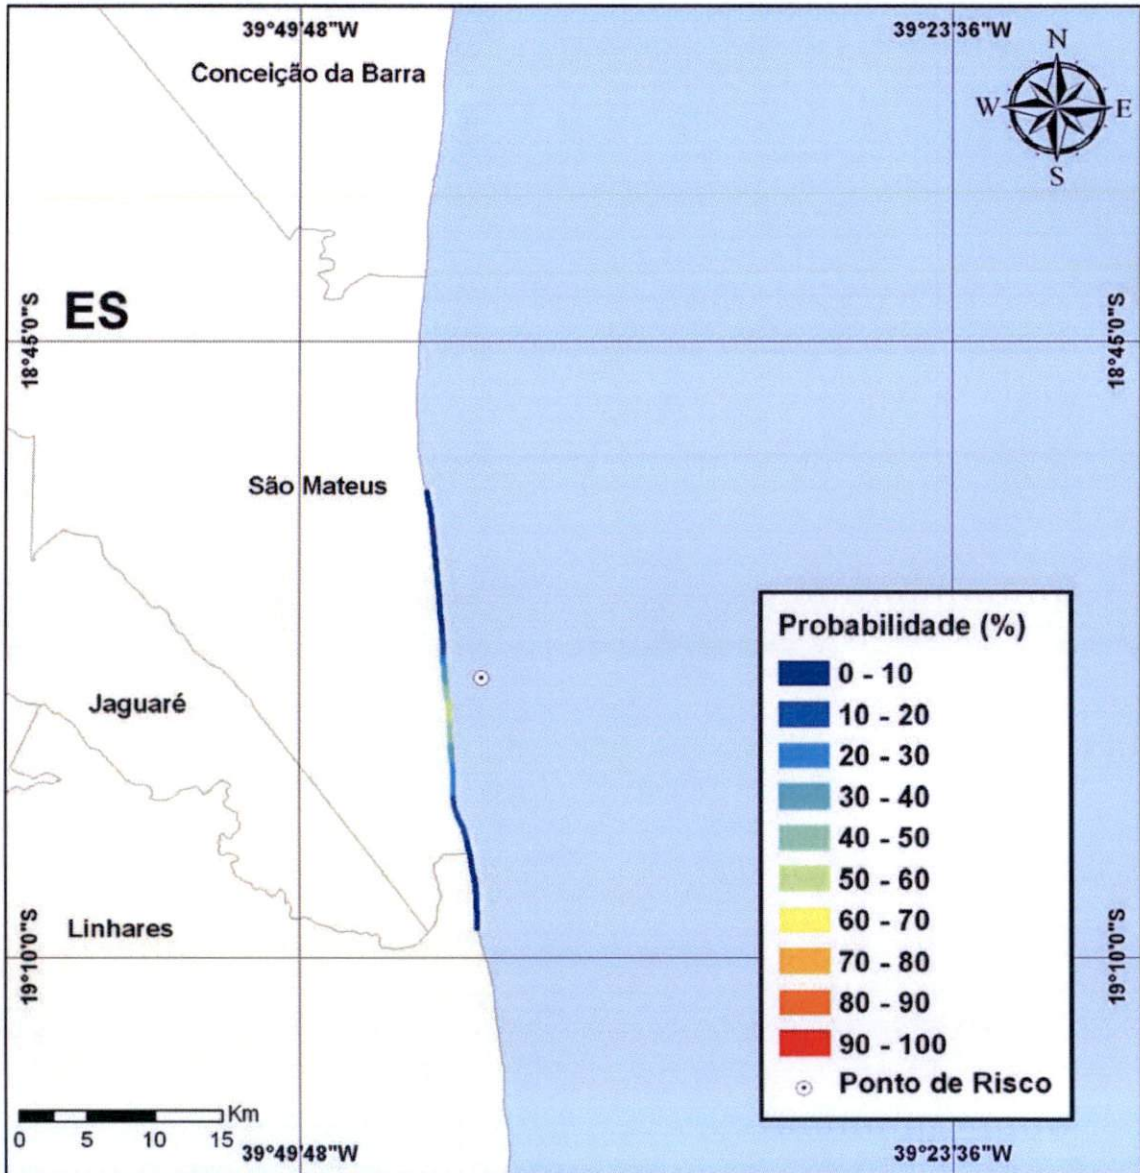 39°49'48"W
39°23'36"W
Conceição da Barra
N
W
E
S
ES
18°45'0"S
18°45'0"S
São Mateus
Probabilidade (%)
0 - 10
10 - 20
20 - 30
30 - 40
40 - 50
50 - 60
60 - 70
70 - 80
80 - 90
90 - 100
Ponto de Risco
Jaguaré
Linhares
19°10'0"S
19°10'0"S
Km
0 5 10 15
39°49'48"W
39°23'36"W